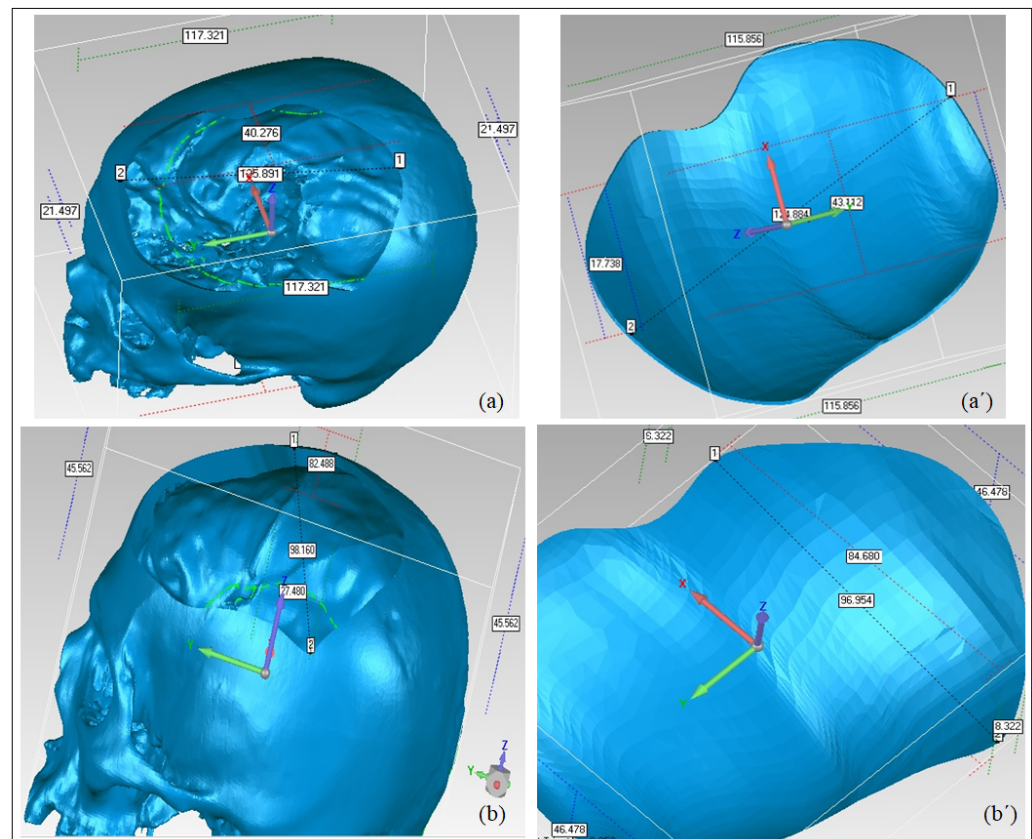 117.321
40.276
21.497
2
1
X
Z
21.497
Y
117.321
(a)
115.856
1
X
43.112
Z
17.738
2
115.856
(a´)
1
45.562
82.488
98.160
Z
27.480
45.562
2
Y
Z
Y
(b)
8.322
1
46.478
84.680
X
96.954
Z
Y
8.322
46.478
(b´)